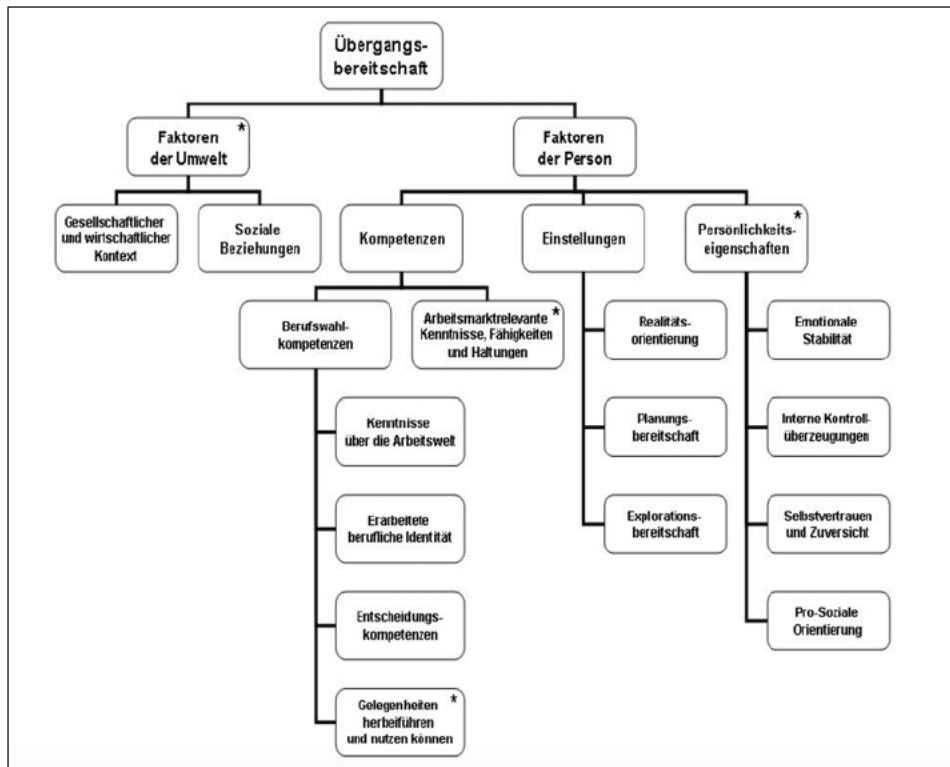 Übergangs-
bereitschaft
Faktoren *
der Umwelt
Faktoren
der Person
Gesellschaftlicher
und wirtschaftlicher
Kontext
Soziale
Beziehungen
Kompetenzen
Einstellungen
Persönlichkeits- *
eigenschaften
Berufswahl-
kompetenzen
Arbeitsmarktrelevante *
Kenntnisse, Fähigkeiten
und Haltungen
Kenntnisse
über die Arbeitswelt
Erarbeitete
berufliche Identität
Entscheidungs-
kompetenzen
Gelegenheiten *
herbeiführen
und nutzen können
Realitäts-
orientierung
Planungs-
bereitschaft
Explorations-
bereitschaft
Emotionale
Stabilität
Interne Kontroll-
überzeugungen
Selbstvertrauen
und Zuversicht
Pro-Soziale
Orientierung